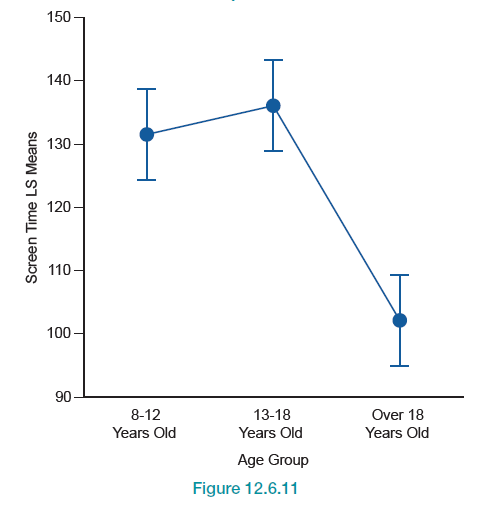 150
140
130
120
110
100
90
Screen Time LS Means
8-12
Years Old
13-18
Years Old
Over 18
Years Old
Age Group
Figure 12.6.11